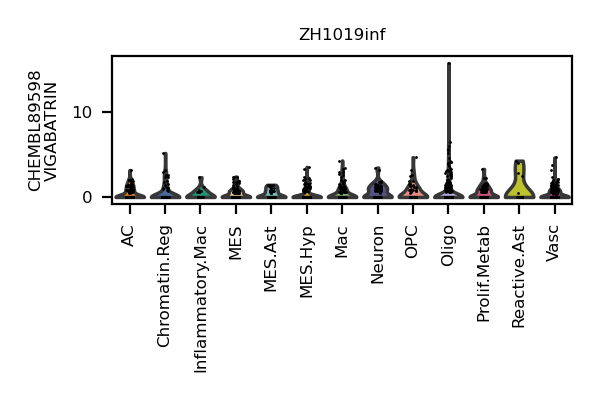 ZH1019inf
CHEMBL89598
VIGABATRIN
10
0
AC
Chromatin.Reg
Inflammatory.Mac
MES
MES.Ast
MES.Hyp
Mac
Neuron
OPC
Oligo
Prolif.Metab
Reactive.Ast
Vasc